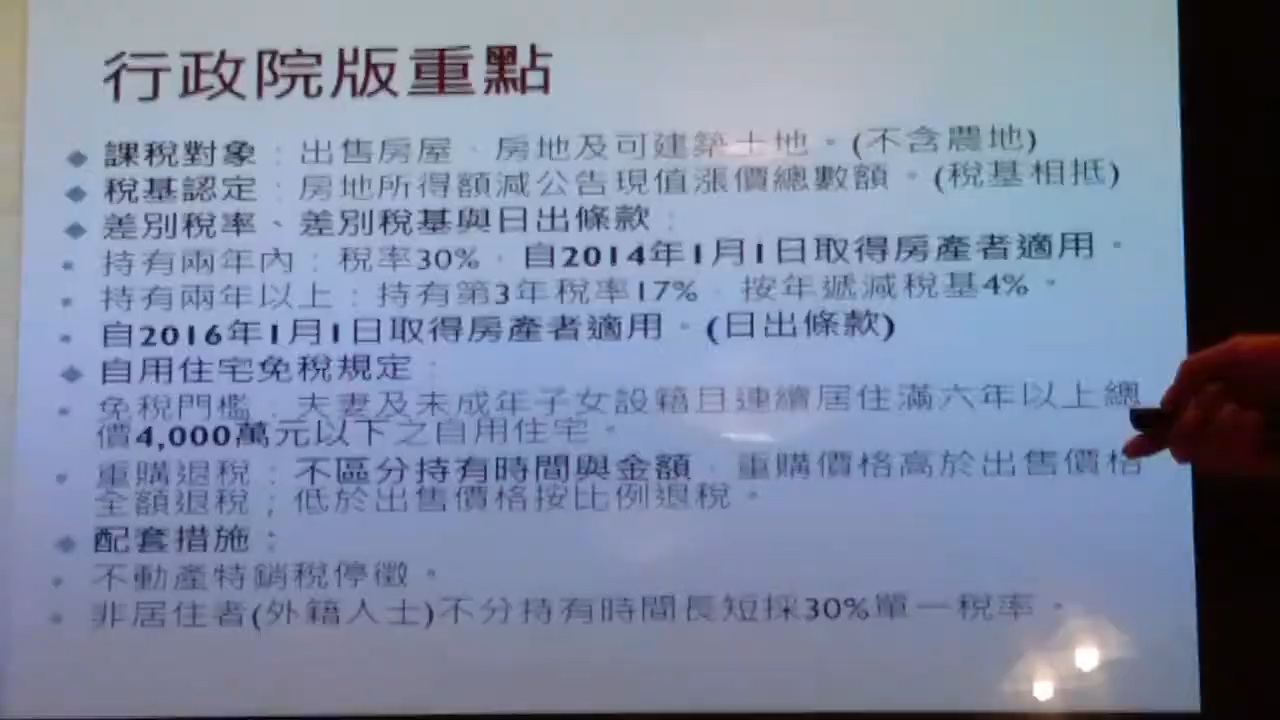 行政院版重點
課稅對象：出售房屋、房地及可建築土地。(不含農地)
稅基認定：房地所得額減公告現值漲價總數額。(稅基相抵)
差別稅率、差別稅基與日出條款：
持有兩年內：稅率30%，自2014年1月1日取得房產者適用。
持有兩年以上：持有第3年稅率17%，按年遞減稅基4%。
自2016年1月1日取得房產者適用。(日出條款)
自用住宅免稅規定：
免稅門檻：夫妻及未成年子女設籍且連續居住滿六年以上總
價4,000萬元以下之自用住宅。
重購退稅：不區分持有時間與金額，重購價格高於出售價格
全額退稅；低於出售價格按比例退稅。
配套措施：
不動產特銷稅停徵。
非居住者(外籍人士)不分持有時間長短採30%單一稅率。